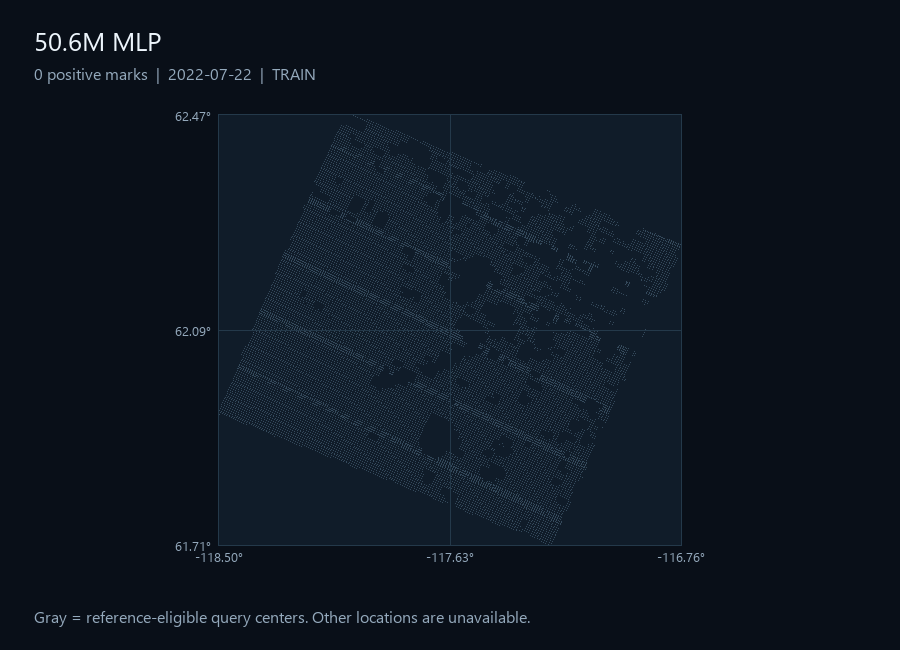 50.6M MLP
0 positive marks | 2022-07-22 | TRAIN
62.47°
62.09°
61.71°
-118.50°
-117.63°
-116.76°
Gray = reference-eligible query centers. Other locations are unavailable.